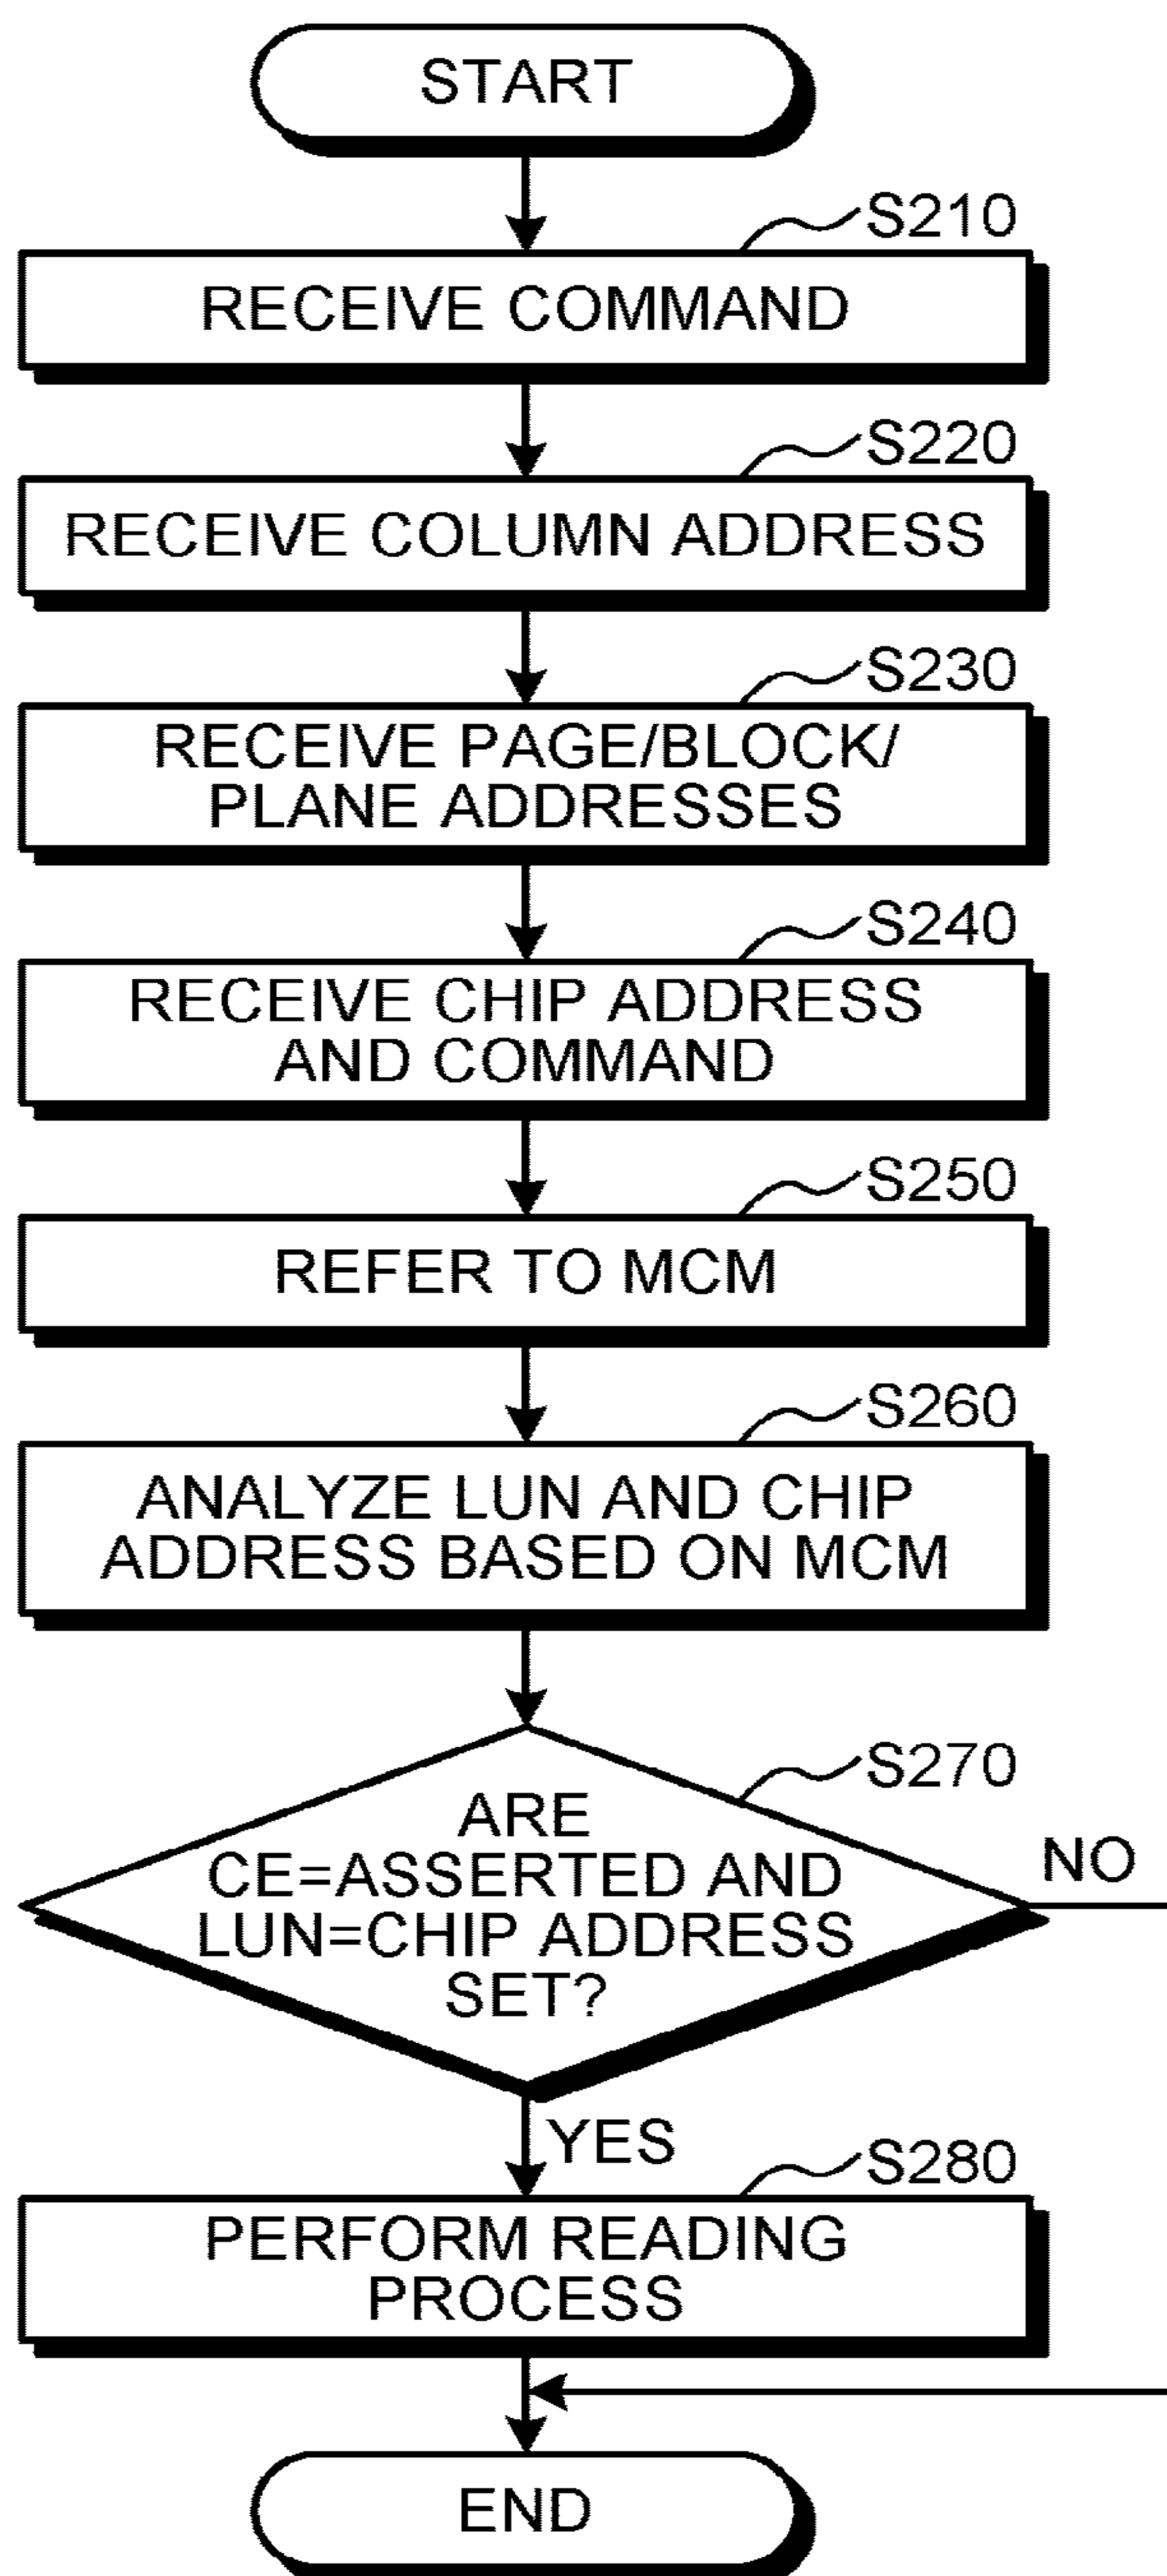 START
S210
RECEIVE COMMAND
S220
RECEIVE COLUMN ADDRESS
S230
RECEIVE PAGE/BLOCK/
PLANE ADDRESSES
S240
RECEIVE CHIP ADDRESS
AND COMMAND
S250
REFER TO MCM
S260
ANALYZE LUN AND CHIP
ADDRESS BASED ON MCM
S270
ARE
CE=ASSERTED AND
LUN=CHIP ADDRESS
SET?
NO
YES
S280
PERFORM READING
PROCESS
END